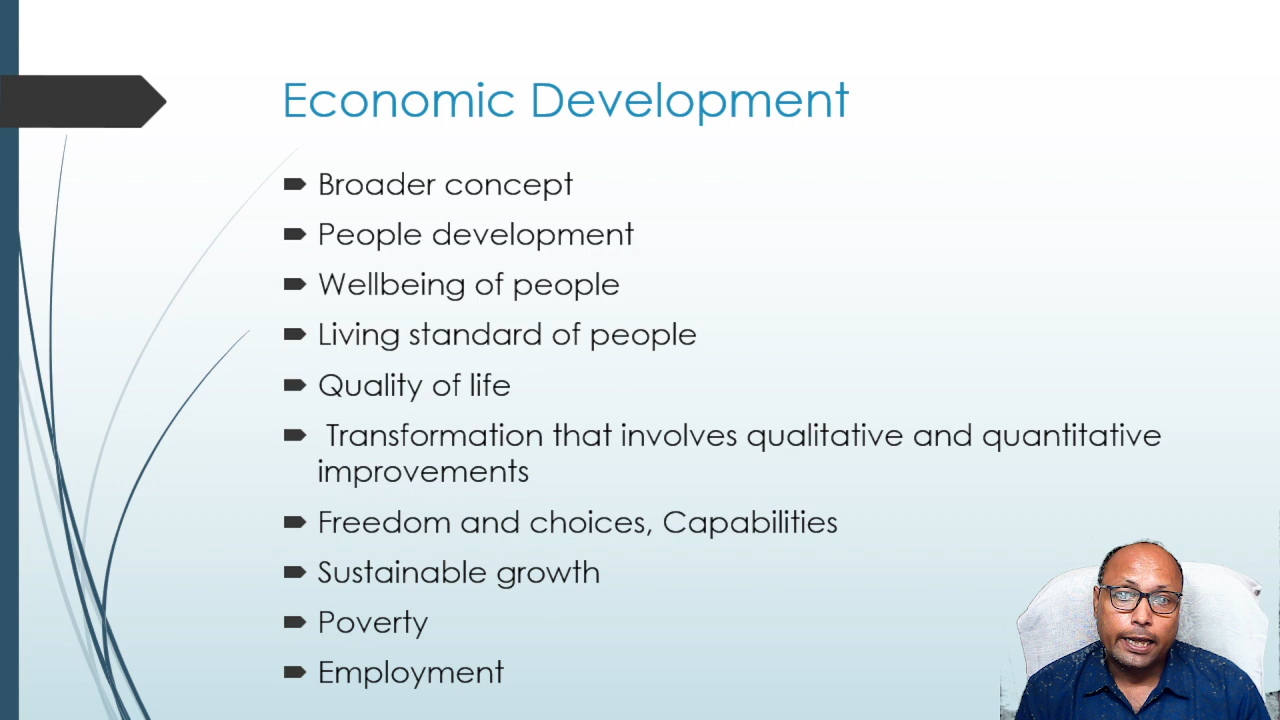 Economic Development
Broader concept
People development
Wellbeing of people
Living standard of people
Quality of life
Transformation that involves qualitative and quantitative
improvements
Freedom and choices, Capabilities
Sustainable growth
Poverty
Employment